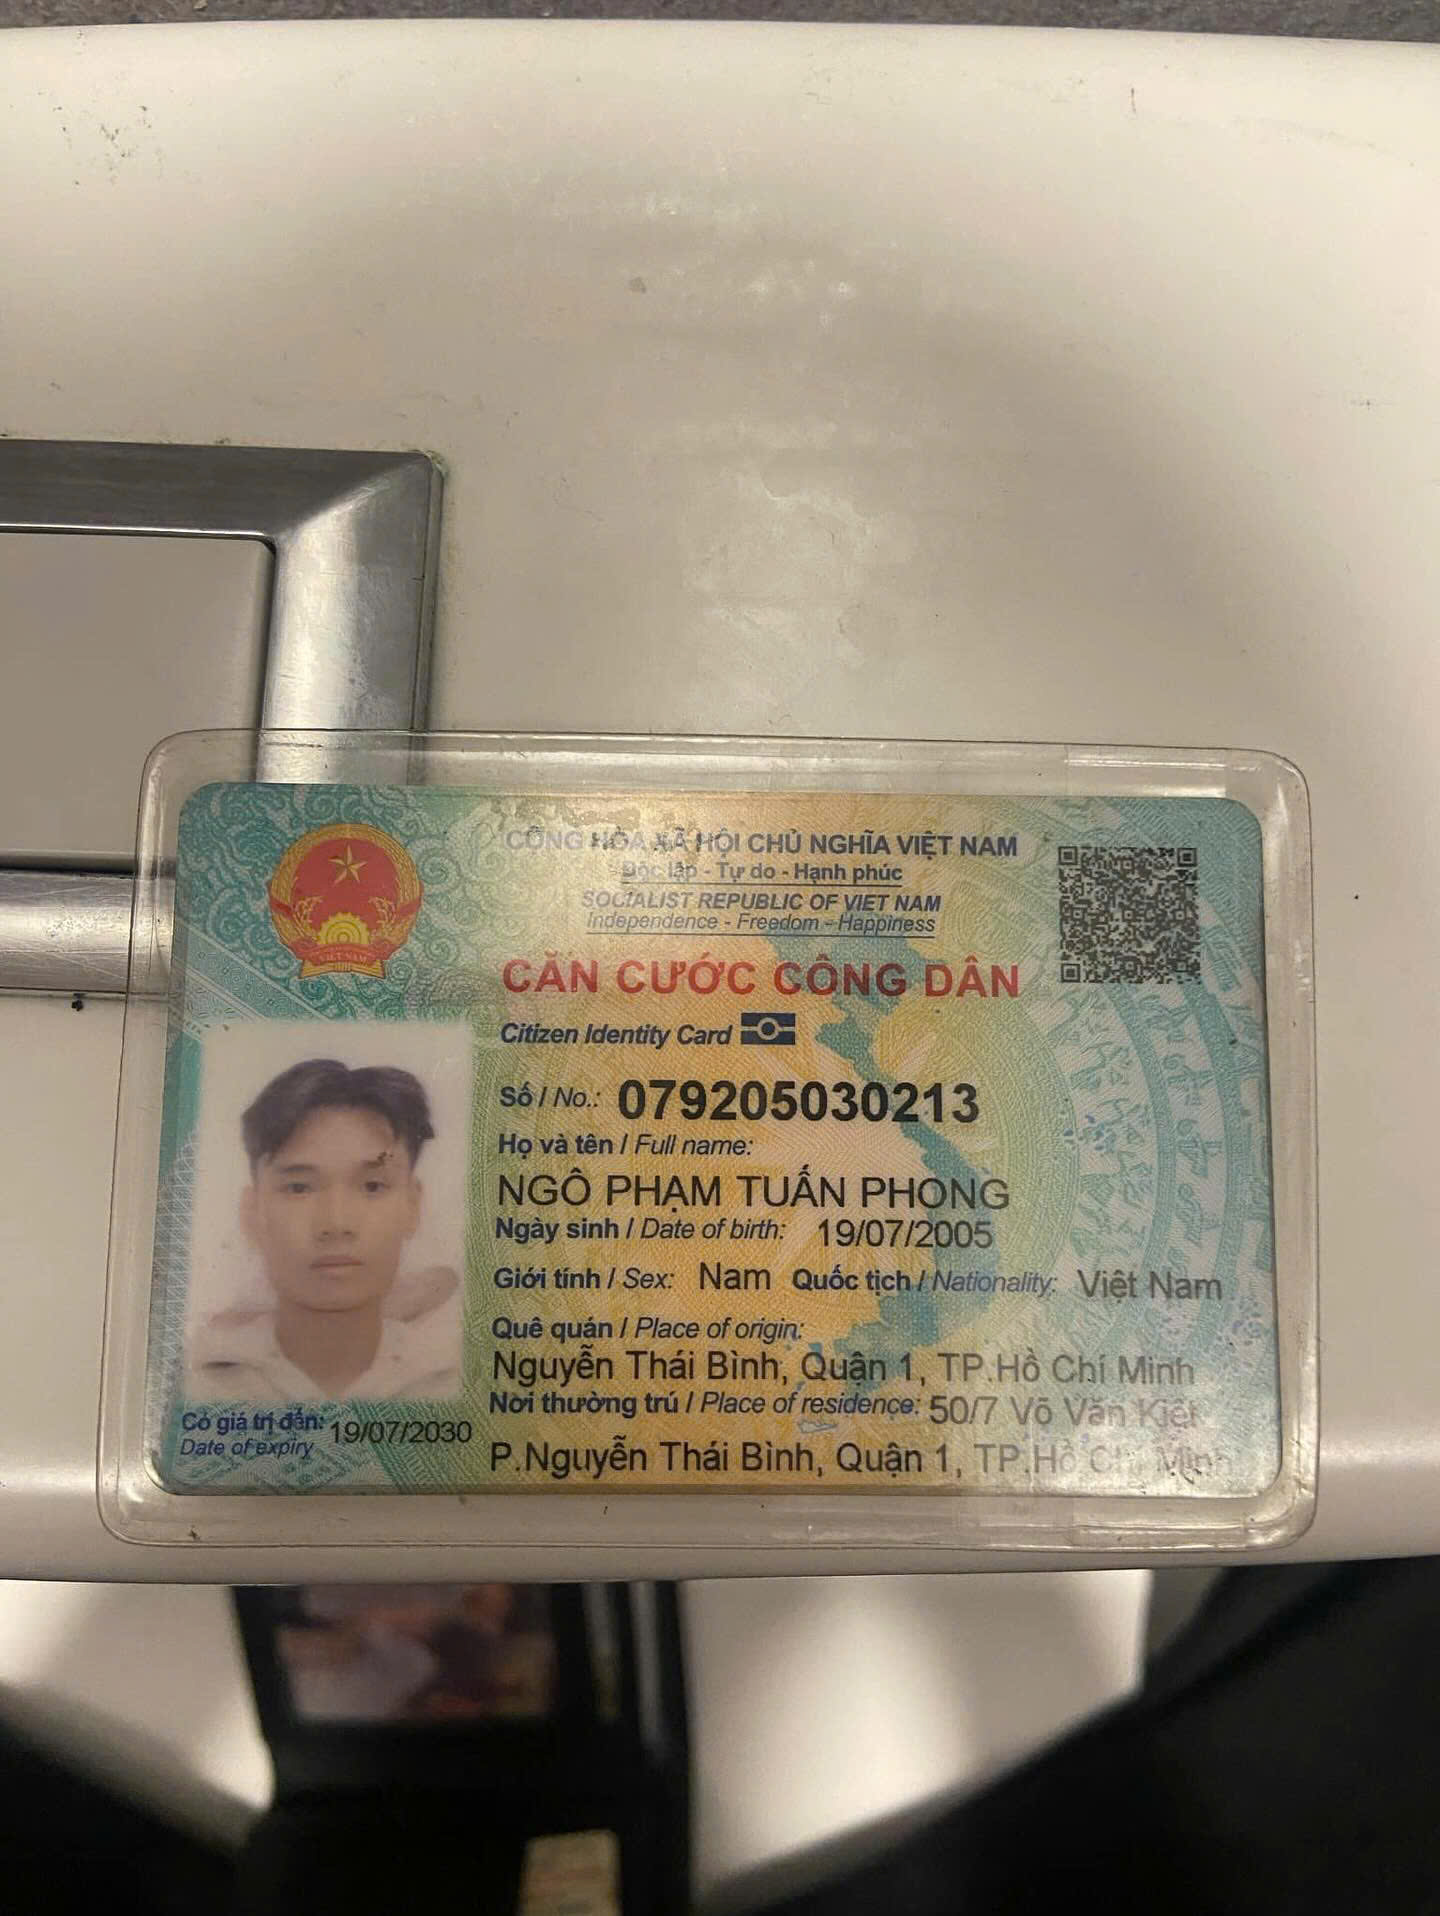 CỘNG HÒA XÃ HỘI CHỦ NGHĨA VIỆT NAM
Độc lập - Tự do - Hạnh phúc
SOCIALIST REPUBLIC OF VIET NAM
Independence - Freedom - Happiness
CĂN CƯỚC CÔNG DÂN
Citizen Identity Card
Số / No.: 079205030213
Họ và tên / Full name:
NGÔ PHẠM TUẤN PHONG
Ngày sinh / Date of birth: 19/07/2005
Giới tính / Sex: Nam Quốc tịch / Nationality: Việt Nam
Quê quán / Place of origin:
Nguyễn Thái Bình, Quận 1, TP.Hồ Chí Minh
Nơi thường trú / Place of residence: 50/7 Võ Văn Kiệt
P.Nguyễn Thái Bình, Quận 1, TP.Hồ Chí Minh
Có giá trị đến: 19/07/2030
Date of expiry
VIỆT NAM